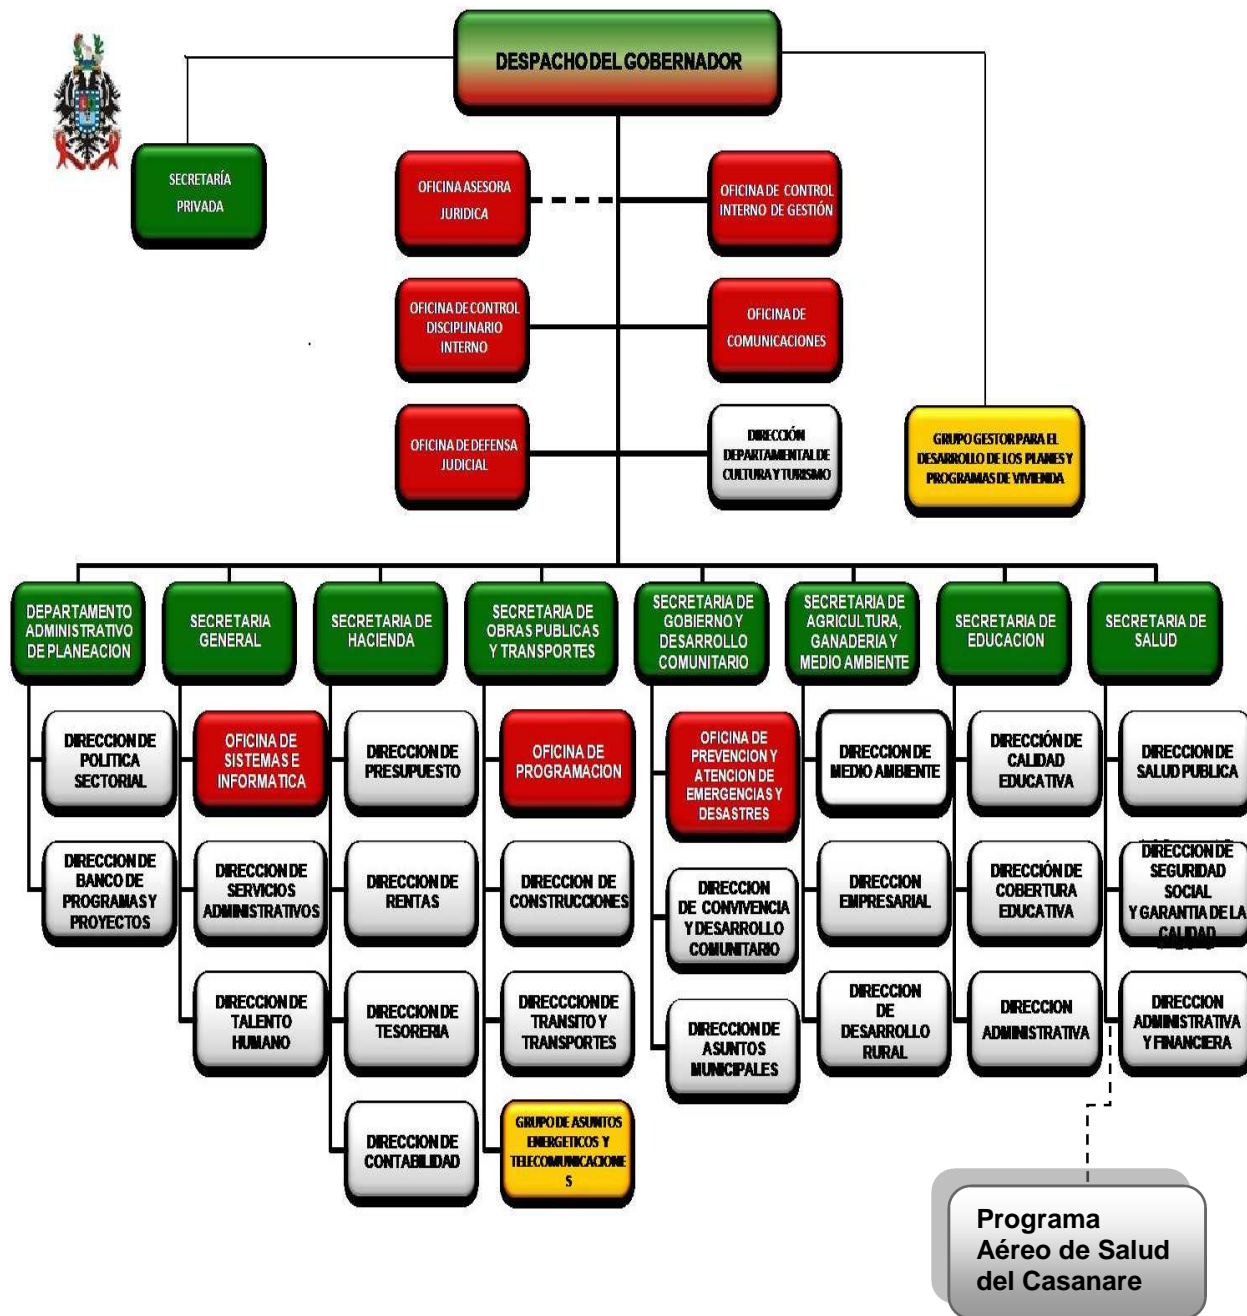 DESPACHO DEL GOBERNADOR
SECRETARÍA
PRIVADA
OFICINA ASESORA
JURIDICA
OFICINA DE CONTROL
INTERNO DE GESTIÓN
OFICINA DE CONTROL
DISCIPLINARIO
INTERNO
OFICINA DE
COMUNICACIONES
OFICINA DE DEFENSA
JUDICIAL
DIRECCIÓN
DEPARTAMENTAL DE
CULTURA Y TURISMO
GRUPO GESTOR PARA EL
DESARROLLO DE LOS PLANES Y
PROGRAMAS DE VIVIENDA
DEPARTAMENTO
ADMINISTRATIVO
DE PLANEACION
SECRETARIA
GENERAL
SECRETARIA DE
HACIENDA
SECRETARIA DE
OBRAS PUBLICAS
Y TRANSPORTES
SECRETARIA DE
GOBIERNO Y
DESARROLLO
COMUNITARIO
SECRETARIA DE
AGRICULTURA,
GANADERIA Y
MEDIO AMBIENTE
SECRETARIA DE
EDUCACION
SECRETARIA DE
SALUD
DIRECCION DE
POLITICA
SECTORIAL
OFICINA DE
SISTEMAS E
INFORMATICA
DIRECCION DE
PRESUPUESTO
OFICINA DE
PROGRAMACION
OFICINA DE
PREVENCION Y
ATENCION DE
EMERGENCIAS Y
DESASTRES
DIRECCION DE
MEDIO AMBIENTE
DIRECCIÓN DE
CALIDAD
EDUCATIVA
DIRECCION DE
SALUD PUBLICA
DIRECCION DE
BANCO DE
PROGRAMAS Y
PROYECTOS
DIRECCION DE
SERVICIOS
ADMINISTRATIVOS
DIRECCION DE
RENTAS
DIRECCION DE
CONSTRUCCIONES
DIRECCION
DE CONVIVENCIA
Y DESARROLLO
COMUNITARIO
DIRECCION
EMPRESARIAL
DIRECCIÓN DE
COBERTURA
EDUCATIVA
DIRECCION DE
SEGURIDAD
SOCIAL
Y GARANTIA DE LA
CALIDAD
DIRECCION DE
TALENTO
HUMANO
DIRECCION DE
TESORERIA
DIRECCCION DE
TRANSITO Y
TRANSPORTES
DIRECCION DE
ASUNTOS
MUNICIPALES
DIRECCION
DE
DESARROLLO
RURAL
DIRECCION
ADMINISTRATIVA
DIRECCION
ADMINISTRATIVA
Y FINANCIERA
DIRECCION DE
CONTABILIDAD
GRUPO DE ASUNTOS
ENERGETICOS Y
TELECOMUNICACIONE
S
Programa
Aéreo de Salud
del Casanare